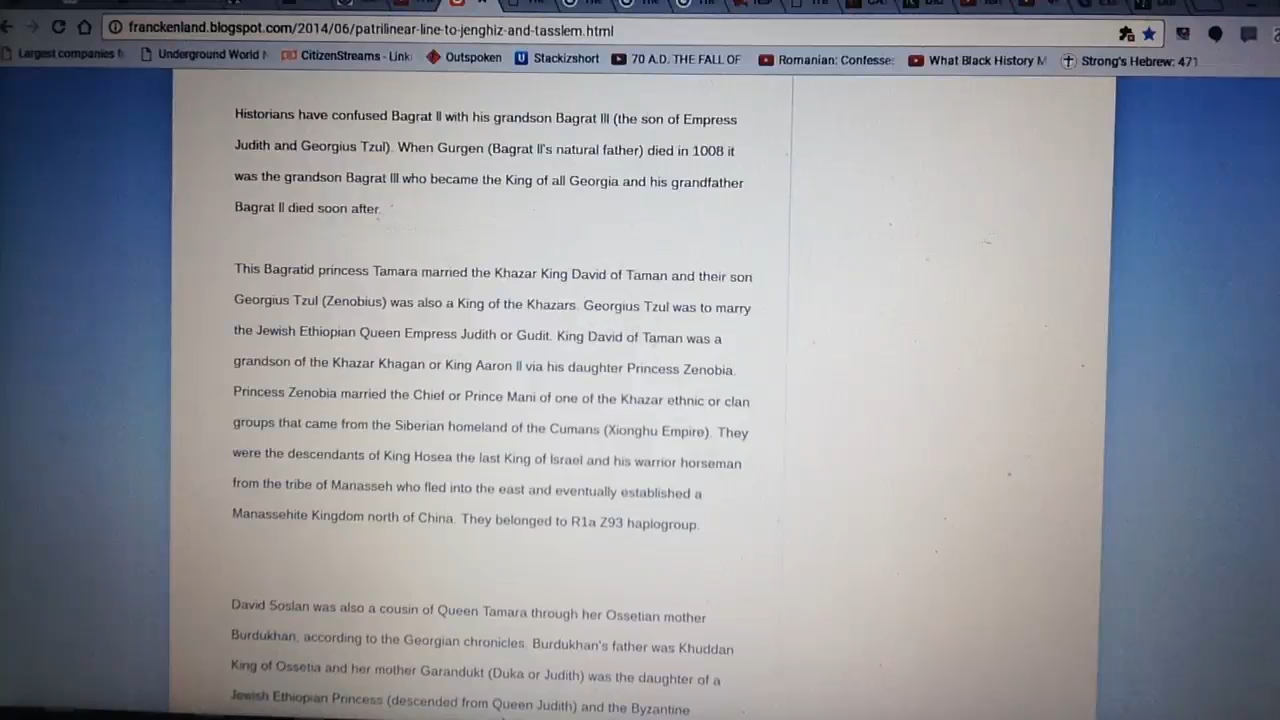 franckenland.blogspot.com/2014/06/patrilinear-line-to-jenghiz-and-tasslem.html
Largest companies Underground World CitizenStreams - Link Outspoken Stackizshort 70 A.D. THE FALL OF Romanian: Confesse What Black History M Strong's Hebrew: 471
Historians have confused Bagrat II with his grandson Bagrat III (the son of Empress
Judith and Georgius Tzul). When Gurgen (Bagrat II's natural father) died in 1008 it
was the grandson Bagrat III who became the King of all Georgia and his grandfather
Bagrat II died soon after.
This Bagratid princess Tamara married the Khazar King David of Taman and their son
Georgius Tzul (Zenobius) was also a King of the Khazars. Georgius Tzul was to marry
the Jewish Ethiopian Queen Empress Judith or Gudit. King David of Taman was a
grandson of the Khazar Khagan or King Aaron II via his daughter Princess Zenobia.
Princess Zenobia married the Chief or Prince Mani of one of the Khazar ethnic or clan
groups that came from the Siberian homeland of the Cumans (Xionghu Empire). They
were the descendants of King Hosea the last King of Israel and his warrior horseman
from the tribe of Manasseh who fled into the east and eventually established a
Manassehite Kingdom north of China. They belonged to R1a Z93 haplogroup.
David Soslan was also a cousin of Queen Tamara through her Ossetian mother
Burdukhan, according to the Georgian chronicles. Burdukhan's father was Khuddan
King of Ossetia and her mother Garandukt (Duka or Judith) was the daughter of a
Jewish Ethiopian Princess (descended from Queen Judith) and the Byzantine